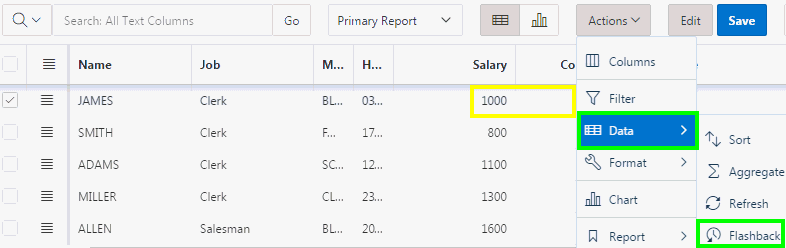 Search: All Text Columns Go Primary Report Actions Edit Save
Name Job M... H... Salary Co
JAMES Clerk BL... 03... 1000
SMITH Clerk F... 17... 800
ADAMS Clerk SC... 12... 1100
MILLER Clerk CL... 23... 1300
ALLEN Salesman BL... 20... 1600
Columns
Filter
Data
Format
Chart
Report
Sort
Aggregate
Refresh
Flashback